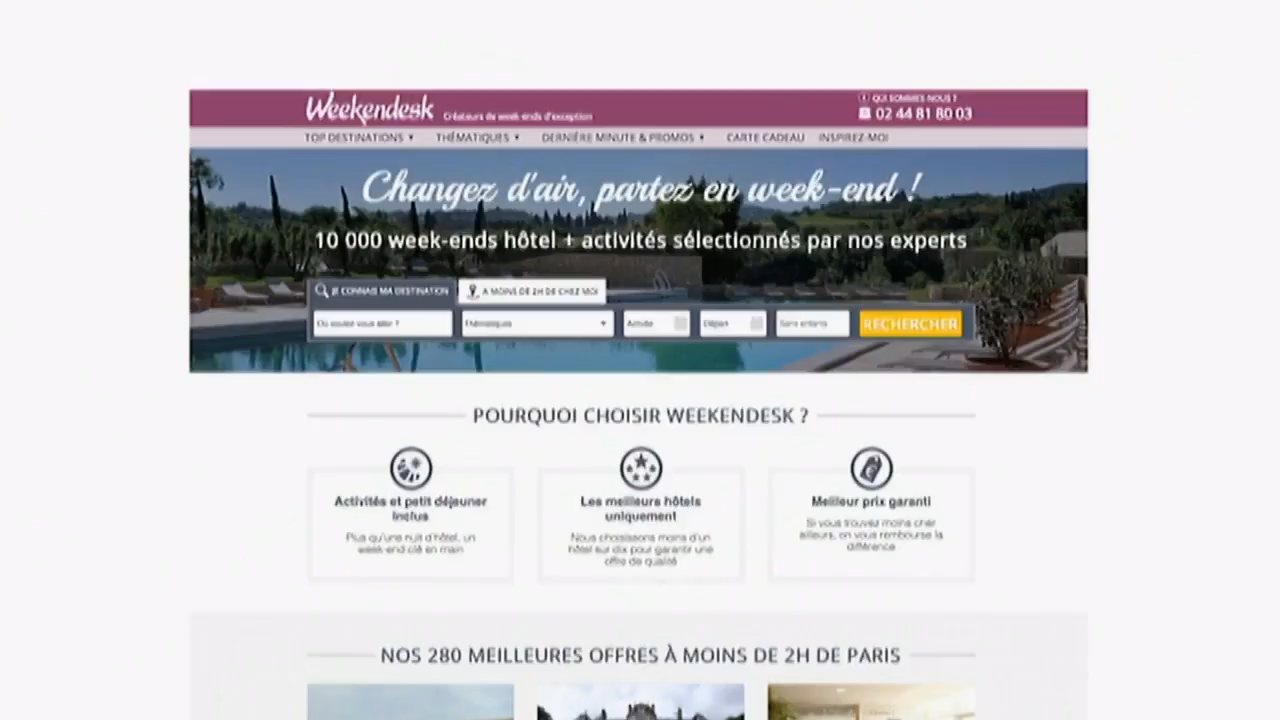 Weekendesk Créateurs de week-ends d'exception
QUI SOMMES NOUS ?
02 44 81 80 03
TOP DESTINATIONS THÉMATIQUES DERNIÈRE MINUTE & PROMOS CARTE CADEAU INSPIREZ-MOI
Changez d'air, partez en week-end !
10 000 week-ends hôtel + activités sélectionnés par nos experts
JE CONNAIS MA DESTINATION A MOINS DE 2H DE CHEZ MOI
Où voulez vous aller ? Thématiques Arrivée Départ Sans enfants RECHERCHER
POURQUOI CHOISIR WEEKENDESK ?
Activités et petit déjeuner
inclus
Plus qu'une nuit d'hôtel, un
week-end clé en main
Les meilleurs hôtels
uniquement
Nous choisissons moins d'un
hôtel sur dix pour garantir une
offre de qualité
Meilleur prix garanti
Si vous trouvez moins cher
ailleurs, on vous rembourse la
différence
NOS 280 MEILLEURES OFFRES À MOINS DE 2H DE PARIS